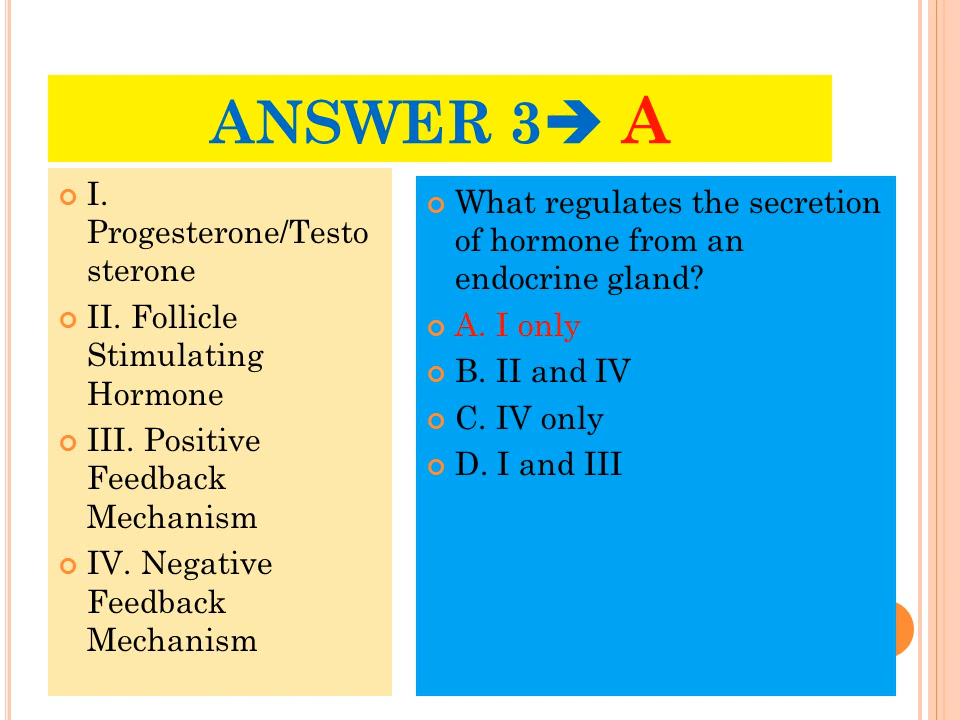 ANSWER 3➔ A
I.
Progesterone/Testo
sterone
II. Follicle
Stimulating
Hormone
III. Positive
Feedback
Mechanism
IV. Negative
Feedback
Mechanism
What regulates the secretion
of hormone from an
endocrine gland?
A. I only
B. II and IV
C. IV only
D. I and III